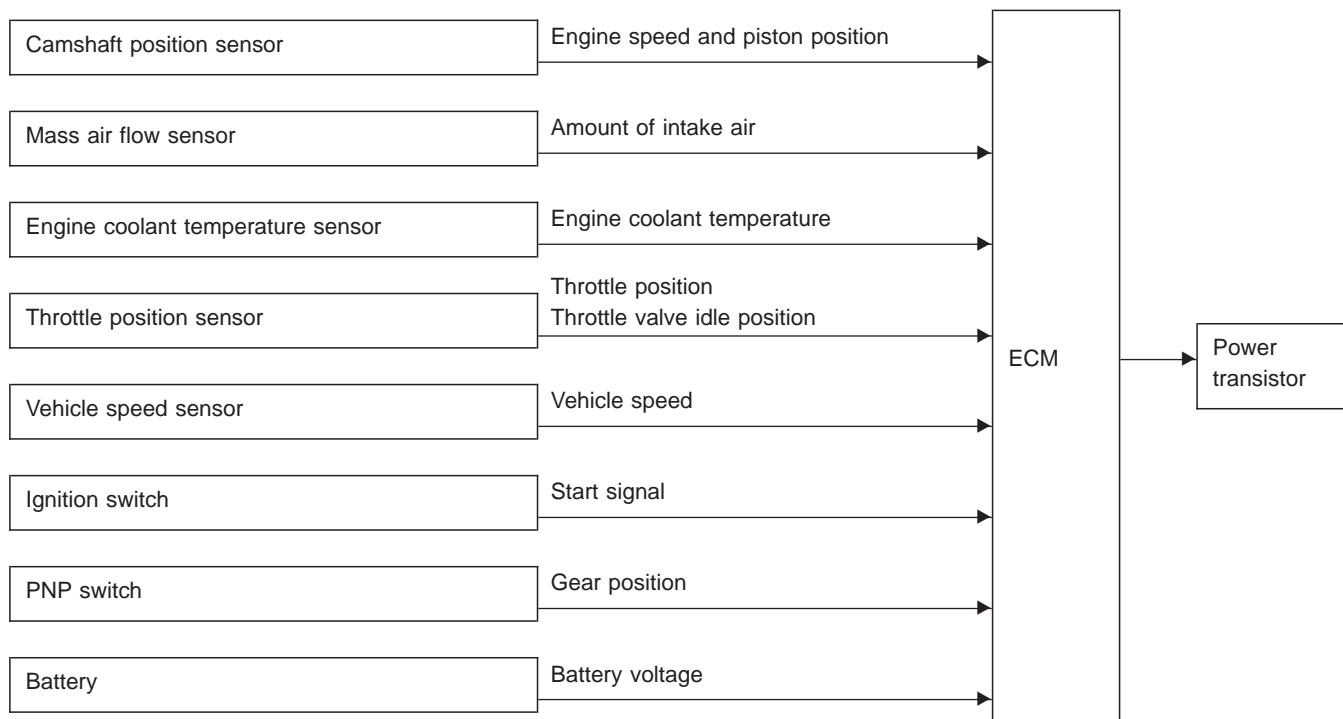 Camshaft position sensor
Engine speed and piston position
Mass air flow sensor
Amount of intake air
Engine coolant temperature sensor
Engine coolant temperature
Throttle position sensor
Throttle position
Throttle valve idle position
Vehicle speed sensor
Vehicle speed
Ignition switch
Start signal
PNP switch
Gear position
Battery
Battery voltage
ECM
Power
transistor